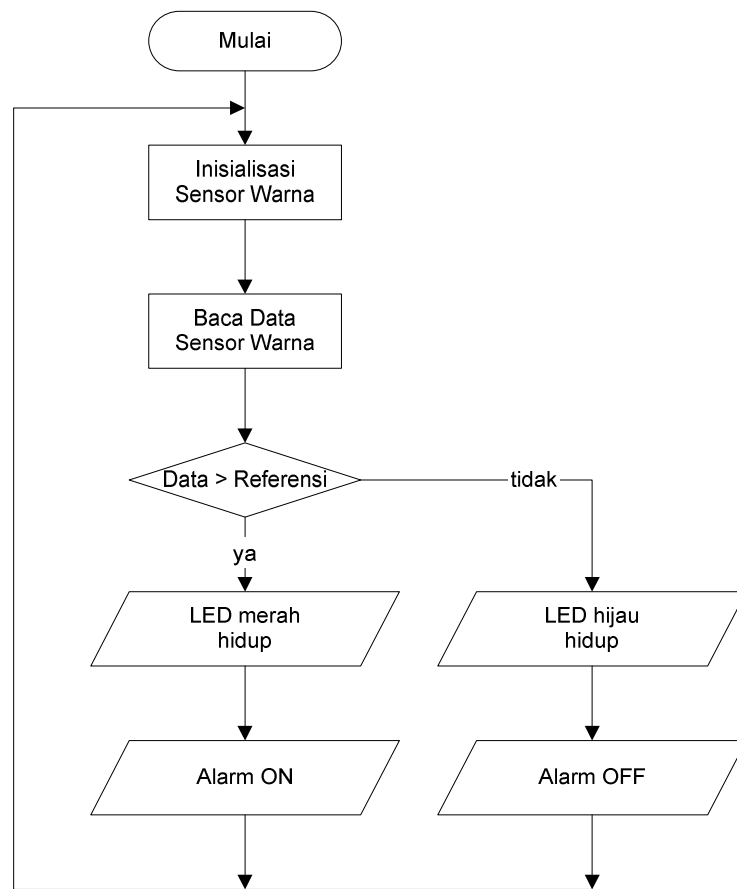 Mulai
Inisialisasi
Sensor Warna
Baca Data
Sensor Warna
Data > Referensi
tidak
ya
LED merah
hidup
LED hijau
hidup
Alarm ON
Alarm OFF